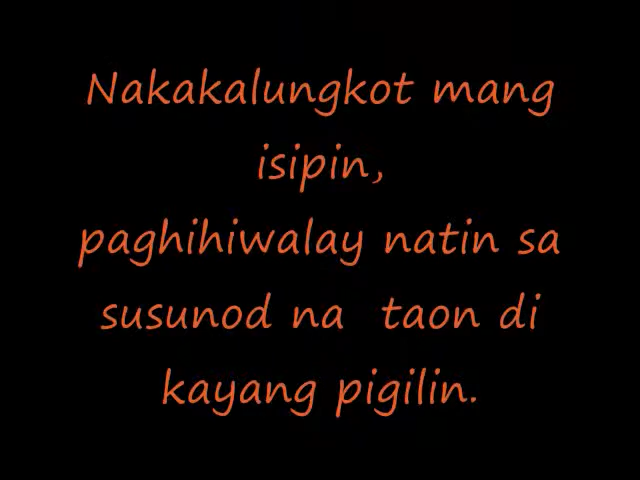 Nakakalungkot mang
isipin,
paghihiwalay natin sa
susunod na taon di
kayang pigilin.